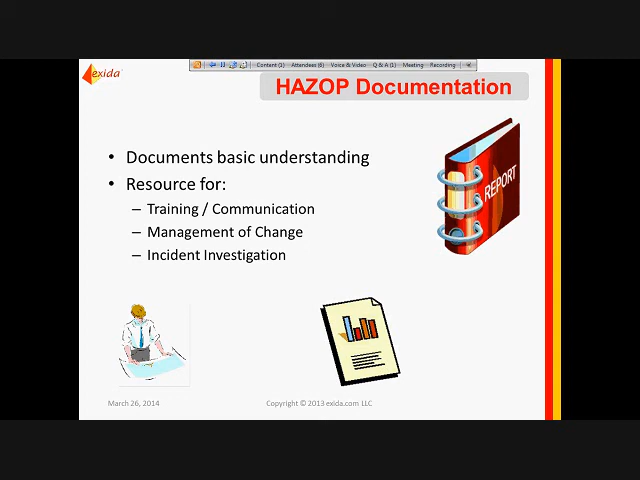 exida
Content (1) Attendees (6) Voice & Video Q & A (1) Meeting Recording
HAZOP Documentation
• Documents basic understanding
• Resource for:
– Training / Communication
– Management of Change
– Incident Investigation
REPORT
March 26, 2014
Copyright © 2013 exida.com LLC